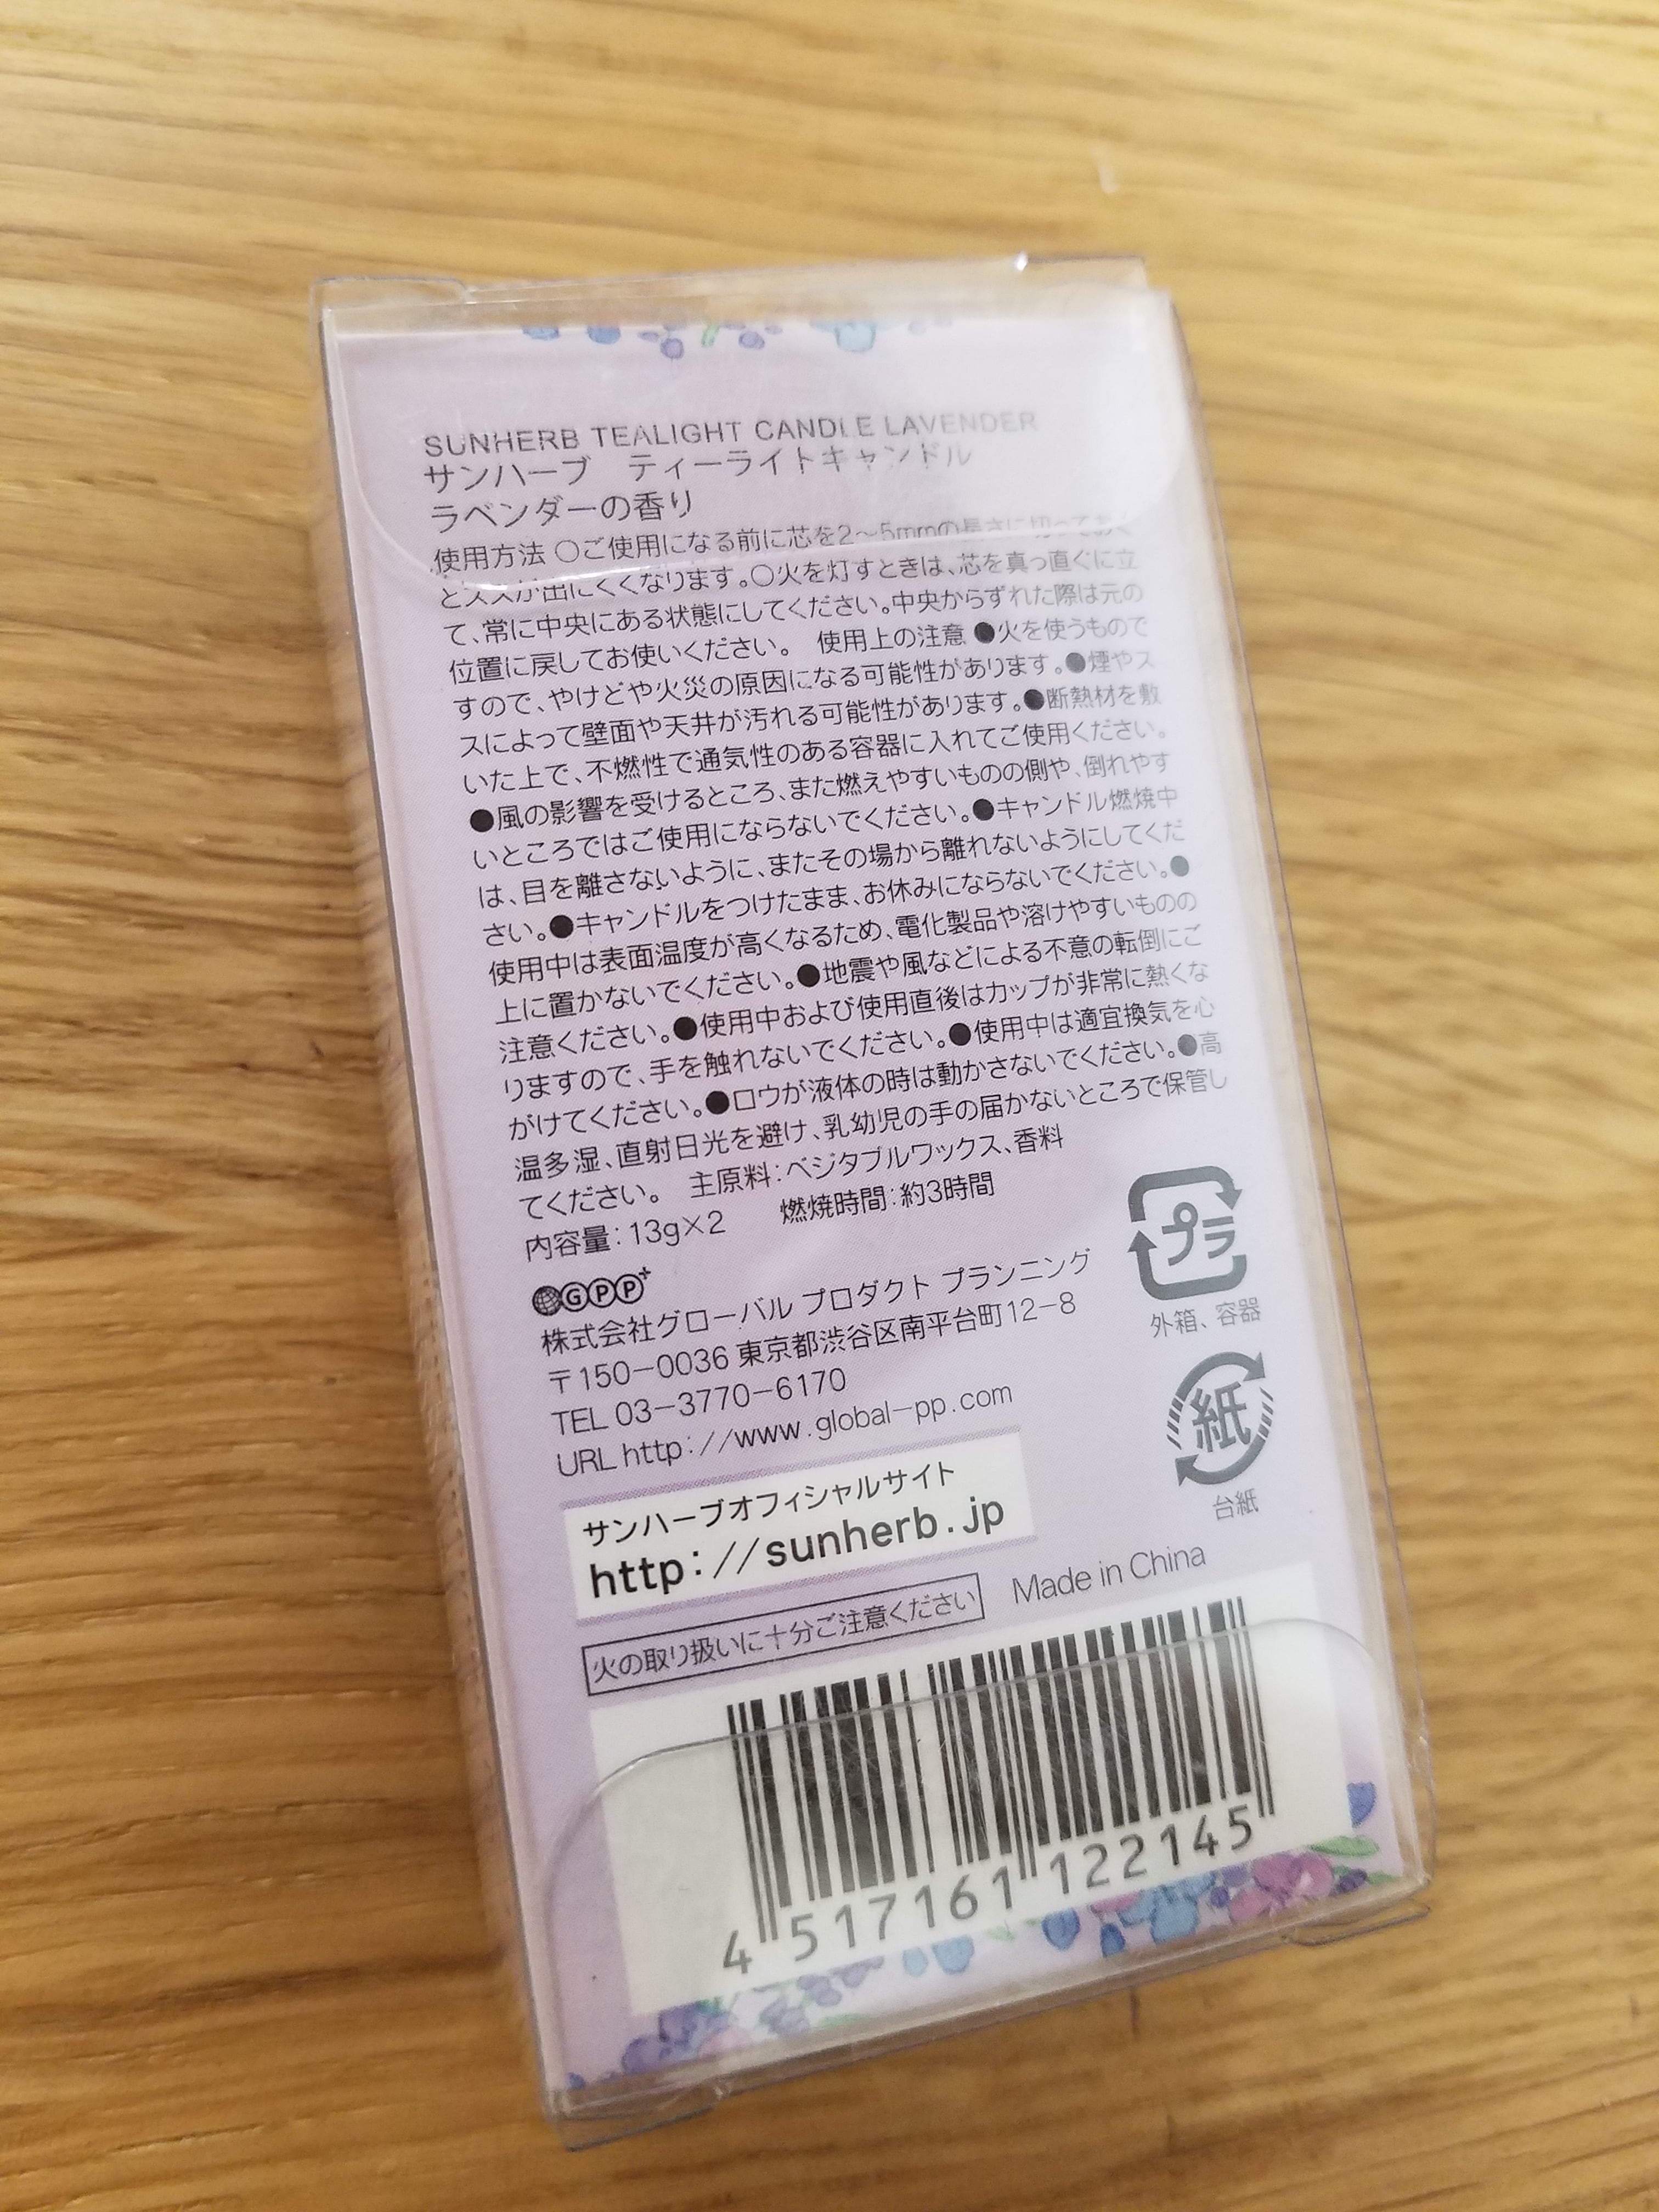 SUNHERB TEALIGHT CANDLE LAVENDER
サンハーブ　ティーライトキャンドル
ラベンダーの香り
使用方法 ○ご使用になる前に芯を2～5mmの長さに切っておく
とススが出にくくなります。○火を灯すときは、芯を真っ直ぐに立
て、常に中央にある状態にしてください。中央からずれた際は元の
位置に戻してお使いください。　使用上の注意 ●火を使うもので
すので、やけどや火災の原因になる可能性があります。●煙やス
スによって壁面や天井が汚れる可能性があります。●断熱材を敷
いた上で、不燃性で通気性のある容器に入れてご使用ください。
●風の影響を受けるところ、また燃えやすいものの側や、倒れやす
いところではご使用にならないでください。●キャンドル燃焼中
は、目を離さないように、またその場から離れないようにしてくだ
さい。●キャンドルをつけたまま、お休みにならないでください。●
使用中は表面温度が高くなるため、電化製品や溶けやすいものの
上に置かないでください。●地震や風などによる不意の転倒にご
注意ください。●使用中および使用直後はカップが非常に熱くな
りますので、手を触れないでください。●使用中は適宜換気を心
がけてください。●ロウが液体の時は動かさないでください。●高
温多湿、直射日光を避け、乳幼児の手の届かないところで保管し
てください。　主原料：ベジタブルワックス、香料
内容量：13g×2　　燃焼時間：約3時間
GPP+
株式会社グローバル プロダクト プランニング
〒150-0036 東京都渋谷区南平台町12-8
TEL 03-3770-6170
URL http://www.global-pp.com
プラ
外箱、容器
紙
台紙
サンハーブオフィシャルサイト
http://sunherb.jp
火の取り扱いに十分ご注意ください
Made in China
4 517161 122145